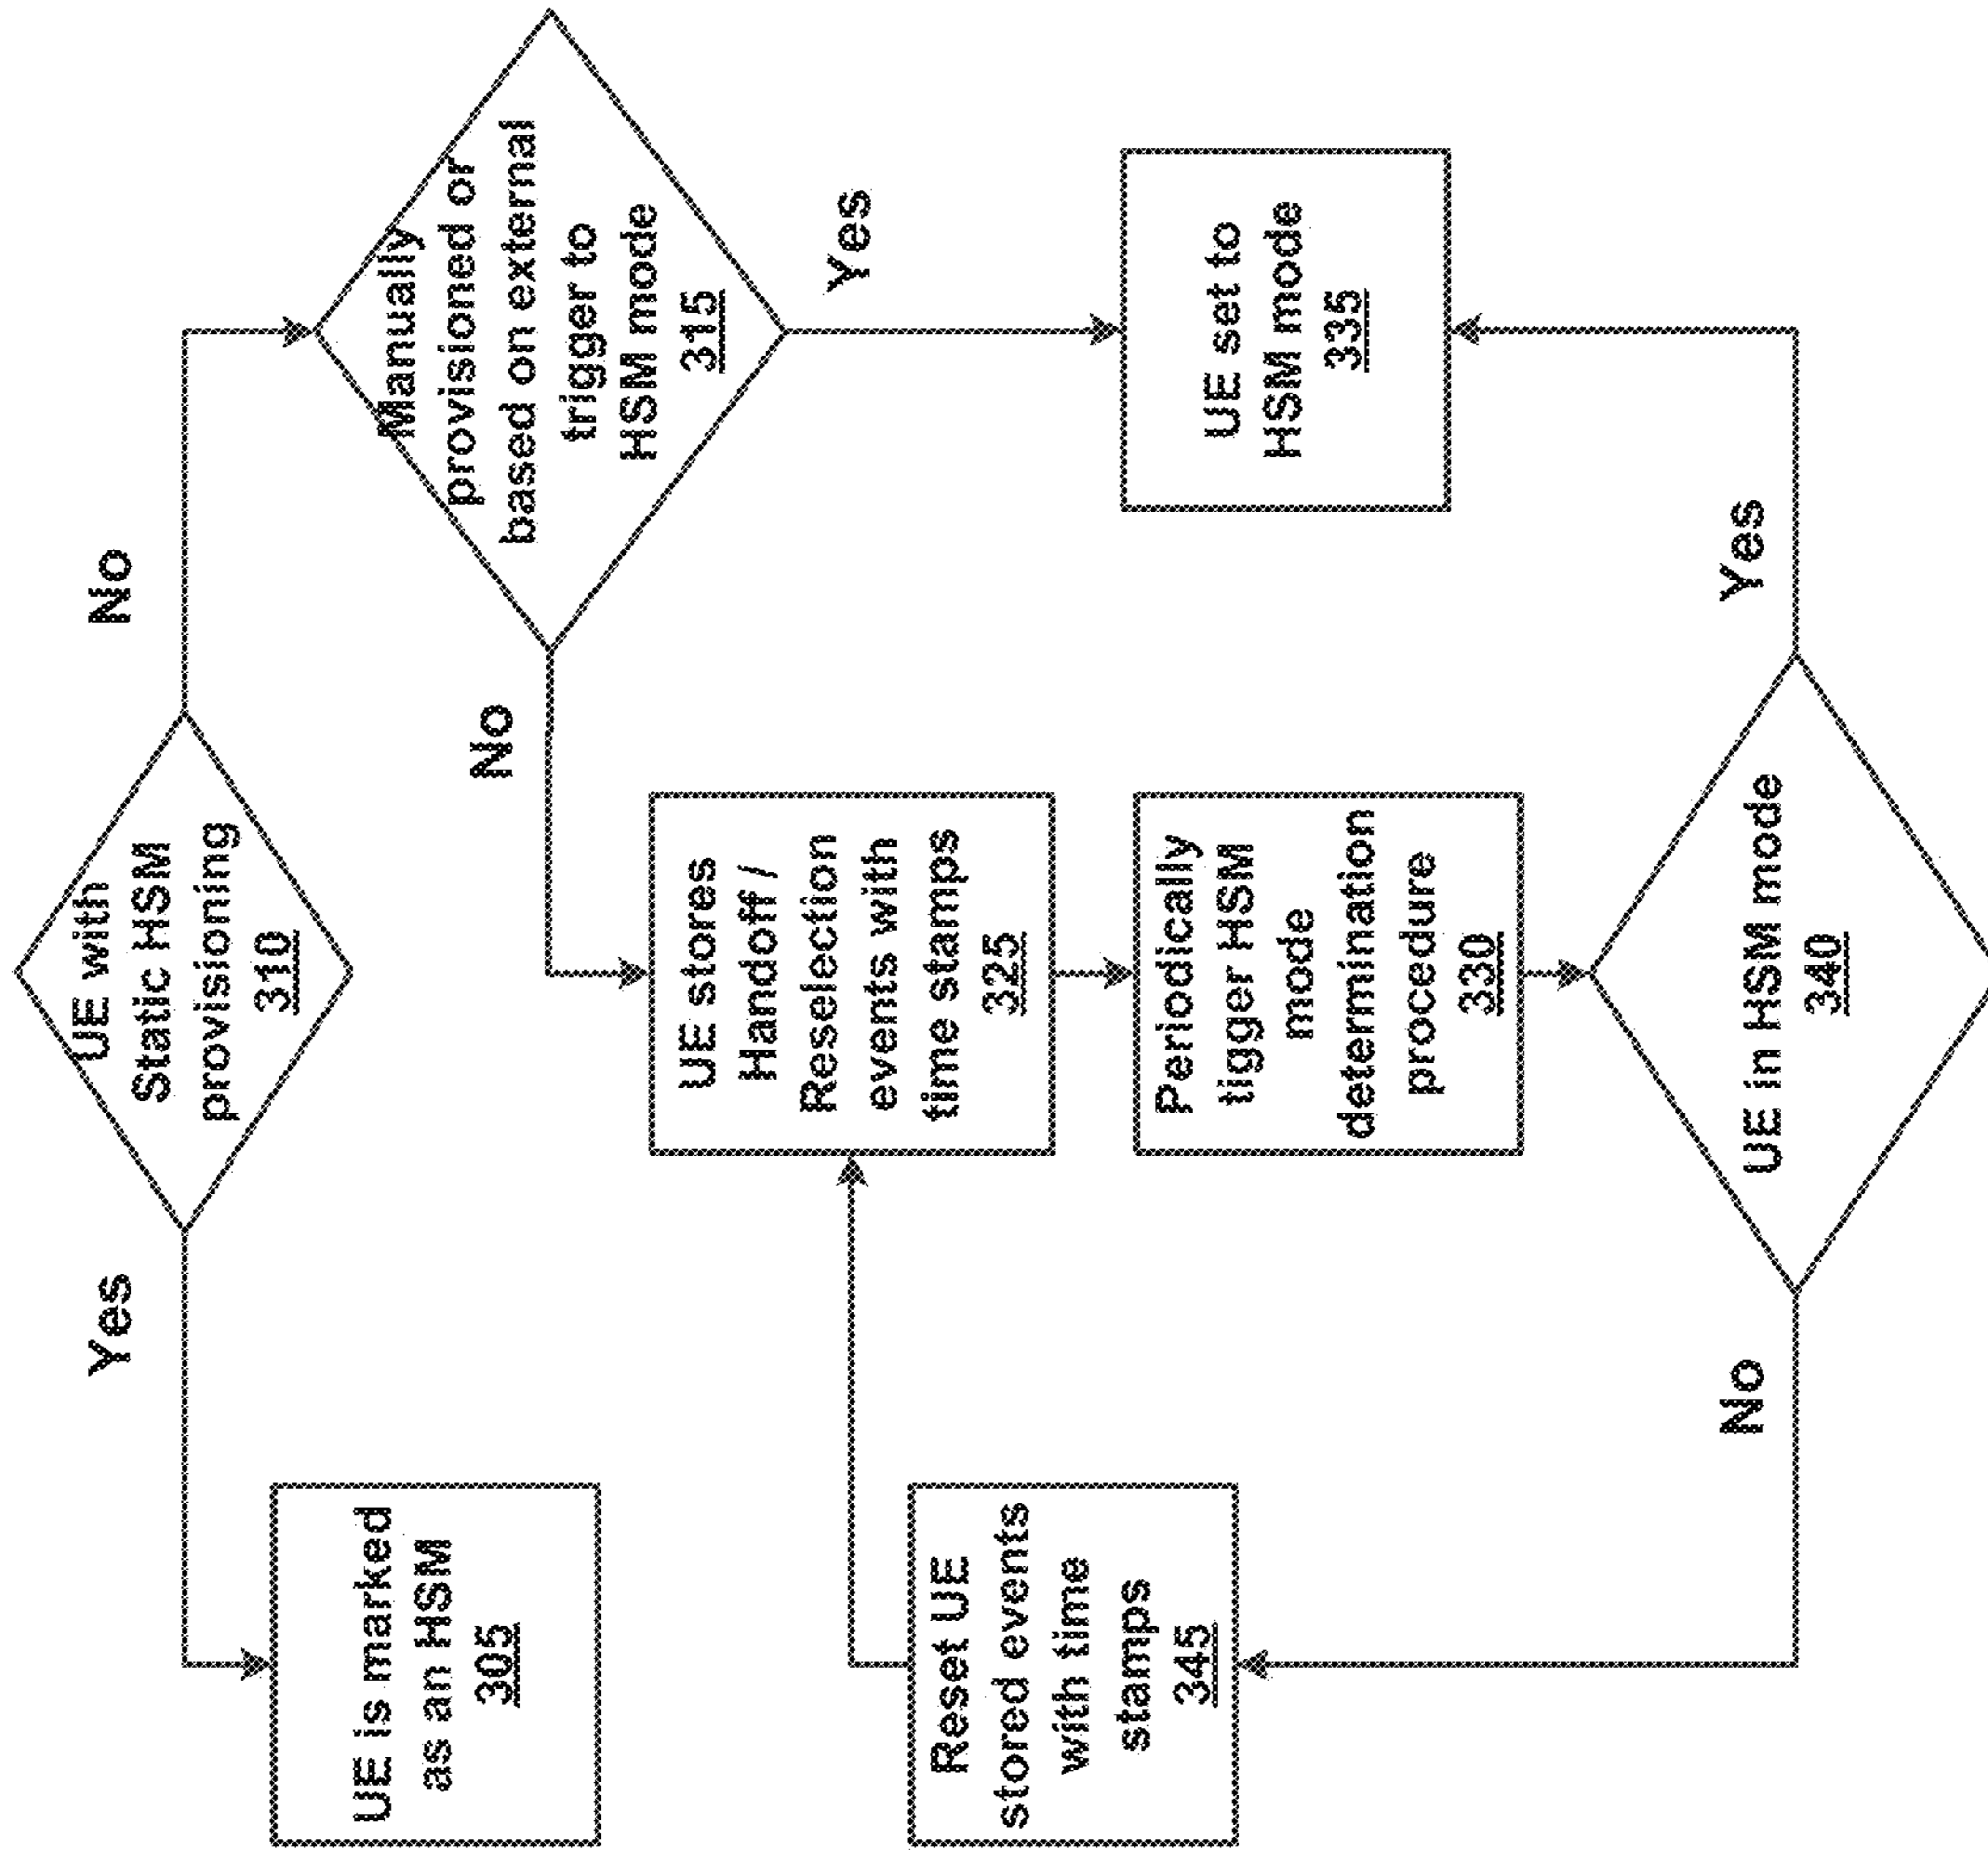 UE with
Static HSM
provisioning
310
Yes
No
UE is marked
as an HSM
305
Manually
provisioned or
based on external
trigger to
HSM mode
315
No
Yes
UE stores
Handoff /
Reselection
events with
time stamps
325
Periodically
tigger HSM
mode
determination
procedure
330
UE set to
HSM mode
335
Reset UE
stored events
with time
stamps
345
UE in HSM mode
340
No
Yes